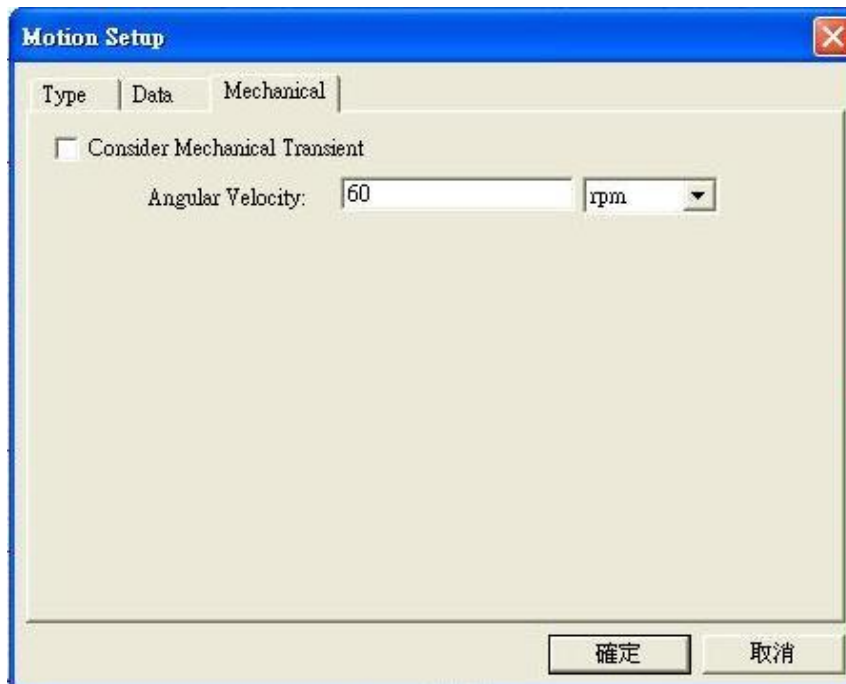 Motion Setup
Type Data Mechanical
Consider Mechanical Transient
Angular Velocity: 60 rpm
確定 取消